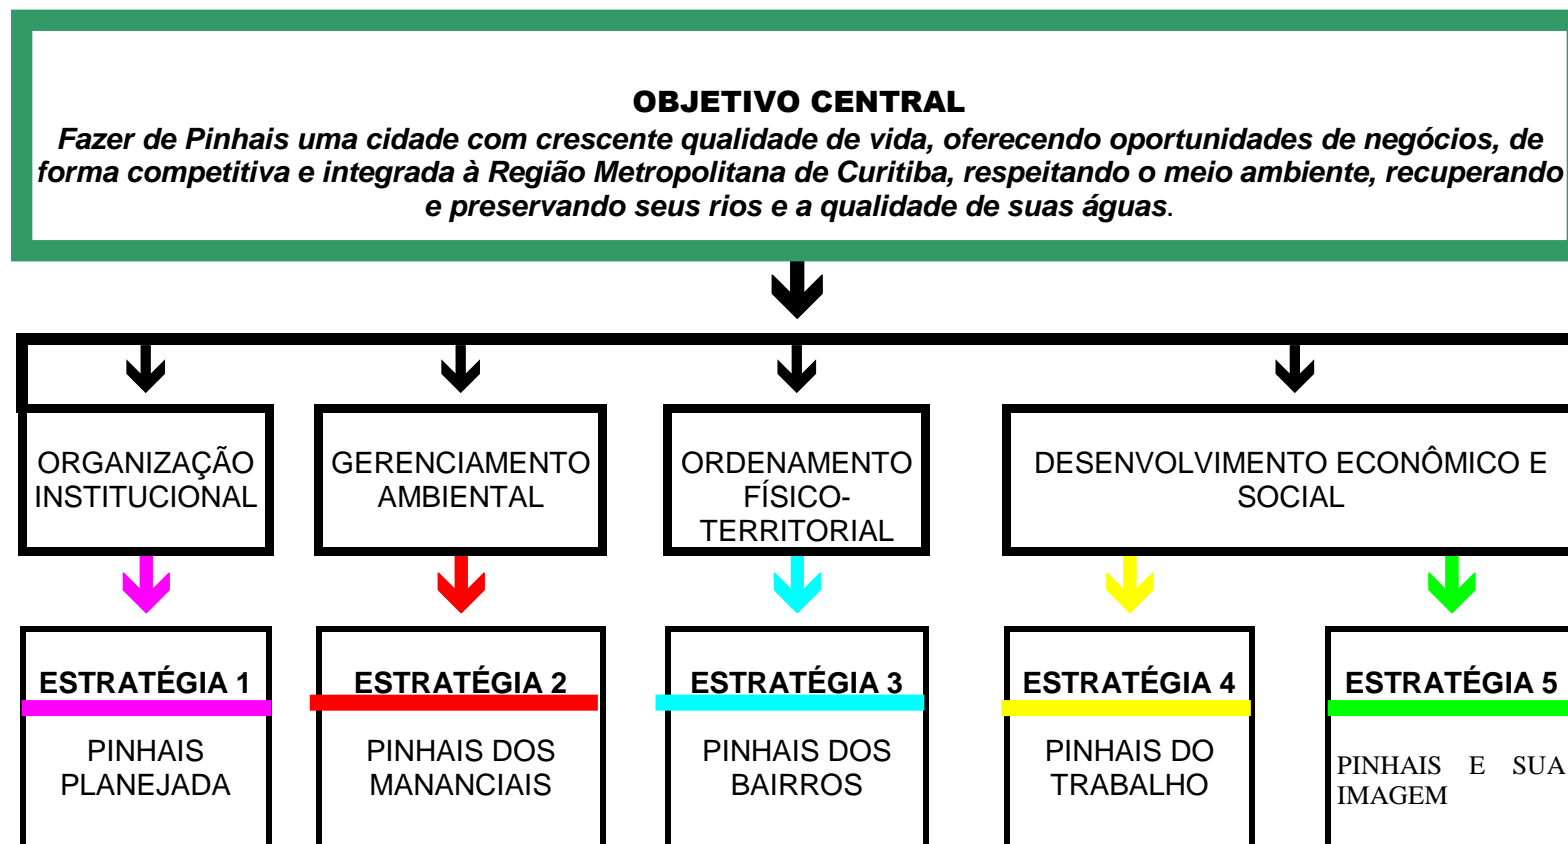 OBJETIVO CENTRAL
Fazer de Pinhais uma cidade com crescente qualidade de vida, oferecendo oportunidades de negócios, de
forma competitiva e integrada à Região Metropolitana de Curitiba, respeitando o meio ambiente, recuperando
e preservando seus rios e a qualidade de suas águas.
ORGANIZAÇÃO
INSTITUCIONAL
GERENCIAMENTO
AMBIENTAL
ORDENAMENTO
FÍSICO-
TERRITORIAL
DESENVOLVIMENTO ECONÔMICO E
SOCIAL
ESTRATÉGIA 1
PINHAIS
PLANEJADA
ESTRATÉGIA 2
PINHAIS DOS
MANANCIAIS
ESTRATÉGIA 3
PINHAIS DOS
BAIRROS
ESTRATÉGIA 4
PINHAIS DO
TRABALHO
ESTRATÉGIA 5
PINHAIS E SUA
IMAGEM